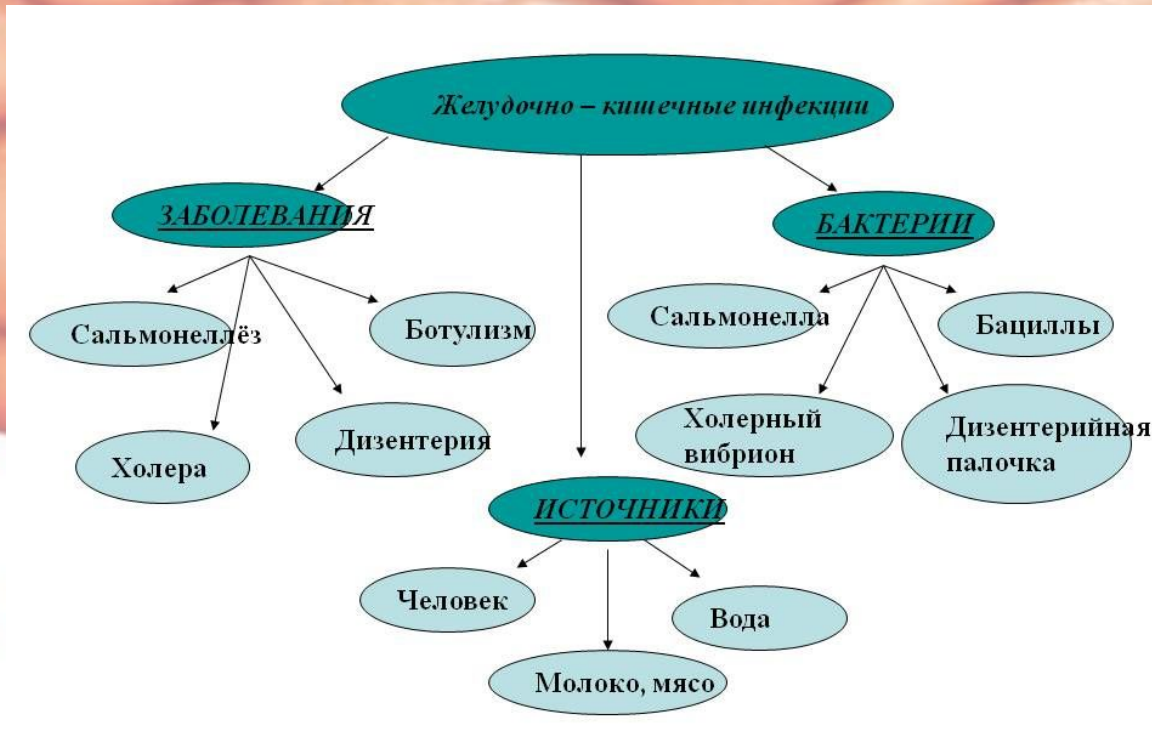 Желудочно – кишечные инфекции
ЗАБОЛЕВАНИЯ
БАКТЕРИИ
Сальмонеллёз
Ботулизм
Сальмонелла
Бациллы
Холера
Дизентерия
Холерный
вибрион
Дизентерийная
палочка
ИСТОЧНИКИ
Человек
Вода
Молоко, мясо